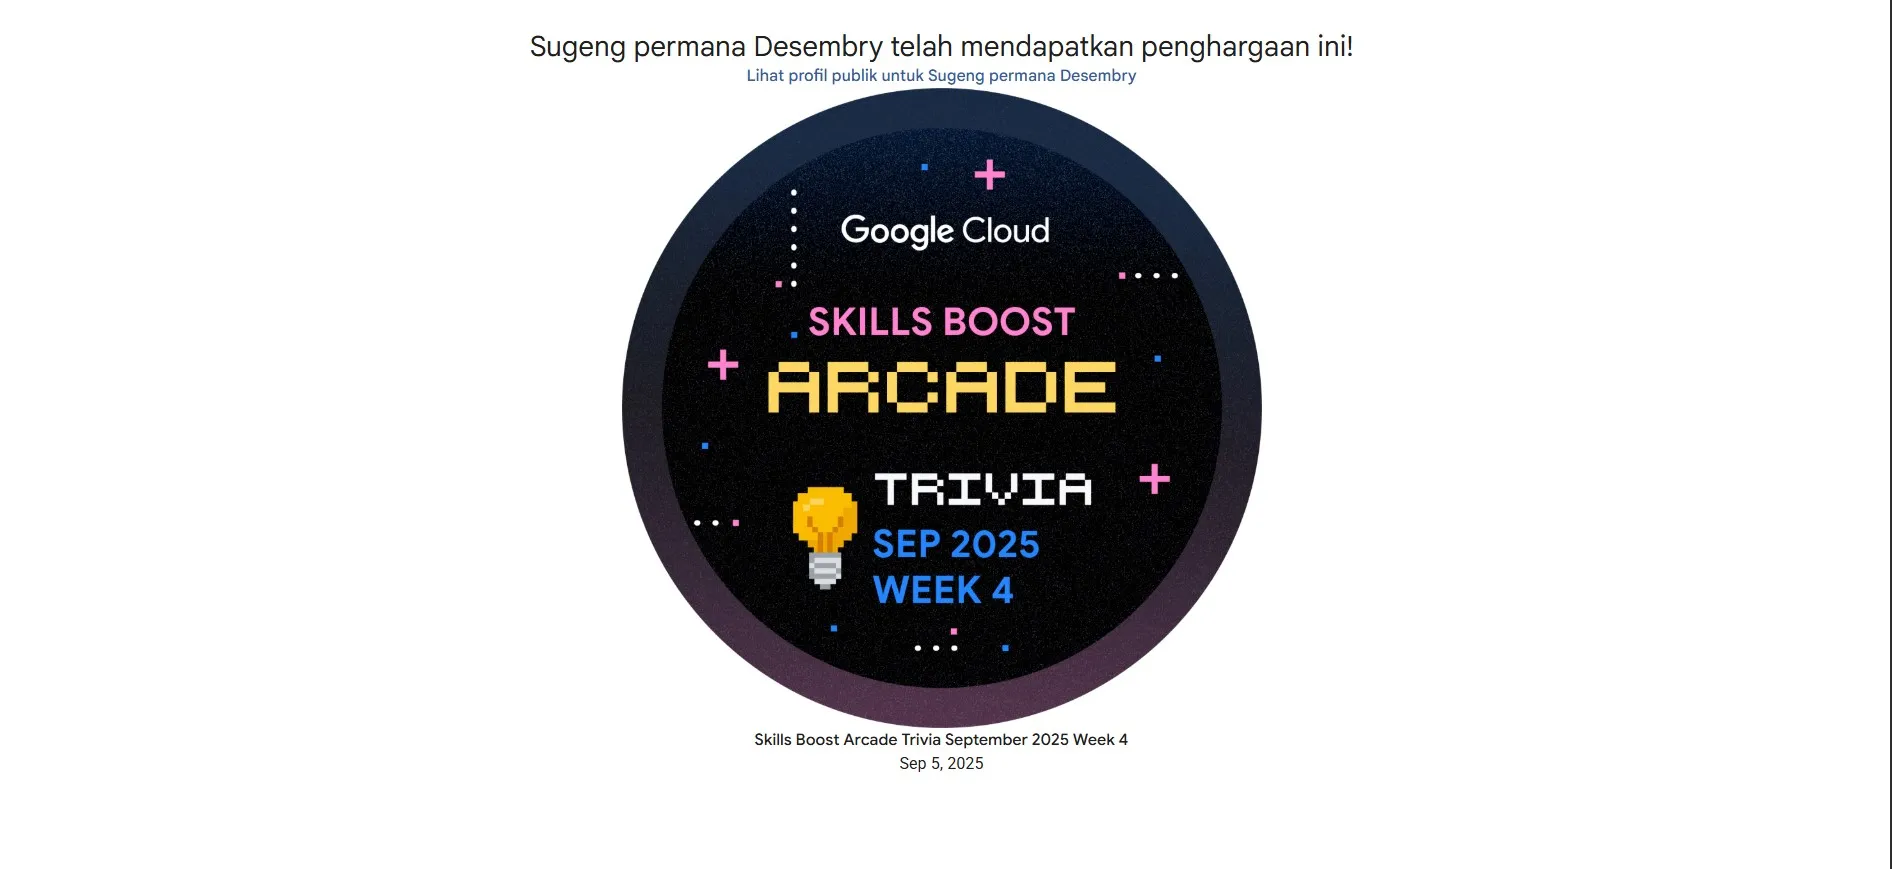 Sugeng permana Desembry telah mendapatkan penghargaan ini!
Lihat profil publik untuk Sugeng permana Desembry
Google Cloud
SKILLS BOOST
ARCADE
TRIVIA
SEP 2025
WEEK 4
Skills Boost Arcade Trivia September 2025 Week 4
Sep 5, 2025